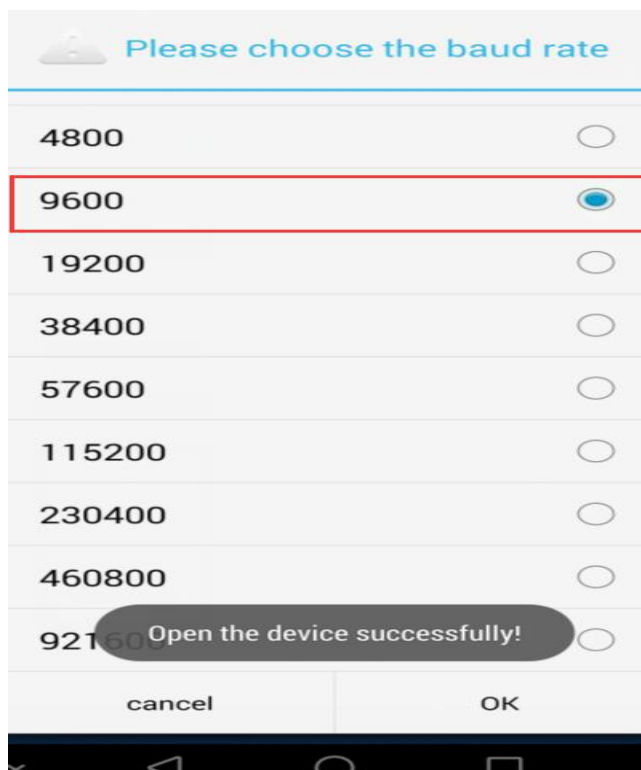 Please choose the baud rate
4800
9600
19200
38400
57600
115200
230400
460800
921600
Open the device successfully!
cancel
OK